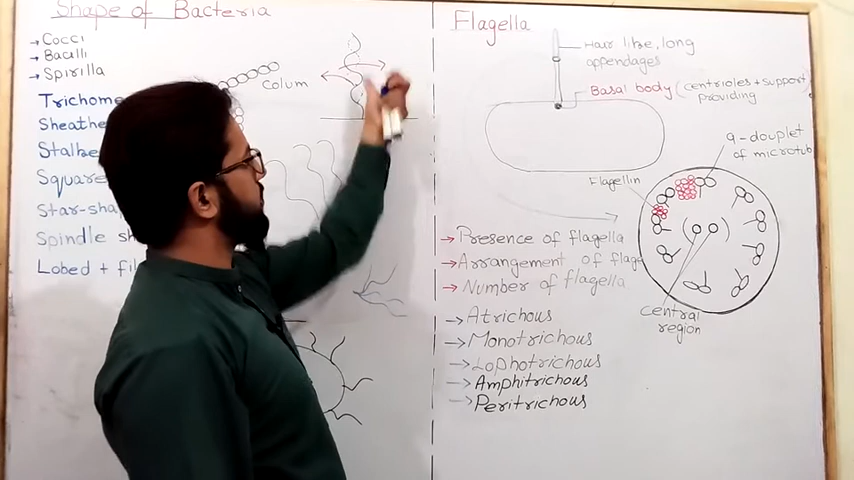 Shape of Bacteria
→ Cocci
→ Bacilli
→ Spirilla
Colum
Trichome
Sheathe
Stalke
Square
Star-sha
Spindle sh
Lobed + fil
Flagella
Hair like, long
appendages
Basal body (centrioles + support
providing)
9-douplet
of microtub
Flagellin
→ Presence of flagella
→ Arrangement of flage
→ Number of flagella
central
region
→ Atrichous
→ Monotrichous
→ Lophotrichous
→ Amphitrichous
→ Peritrichous